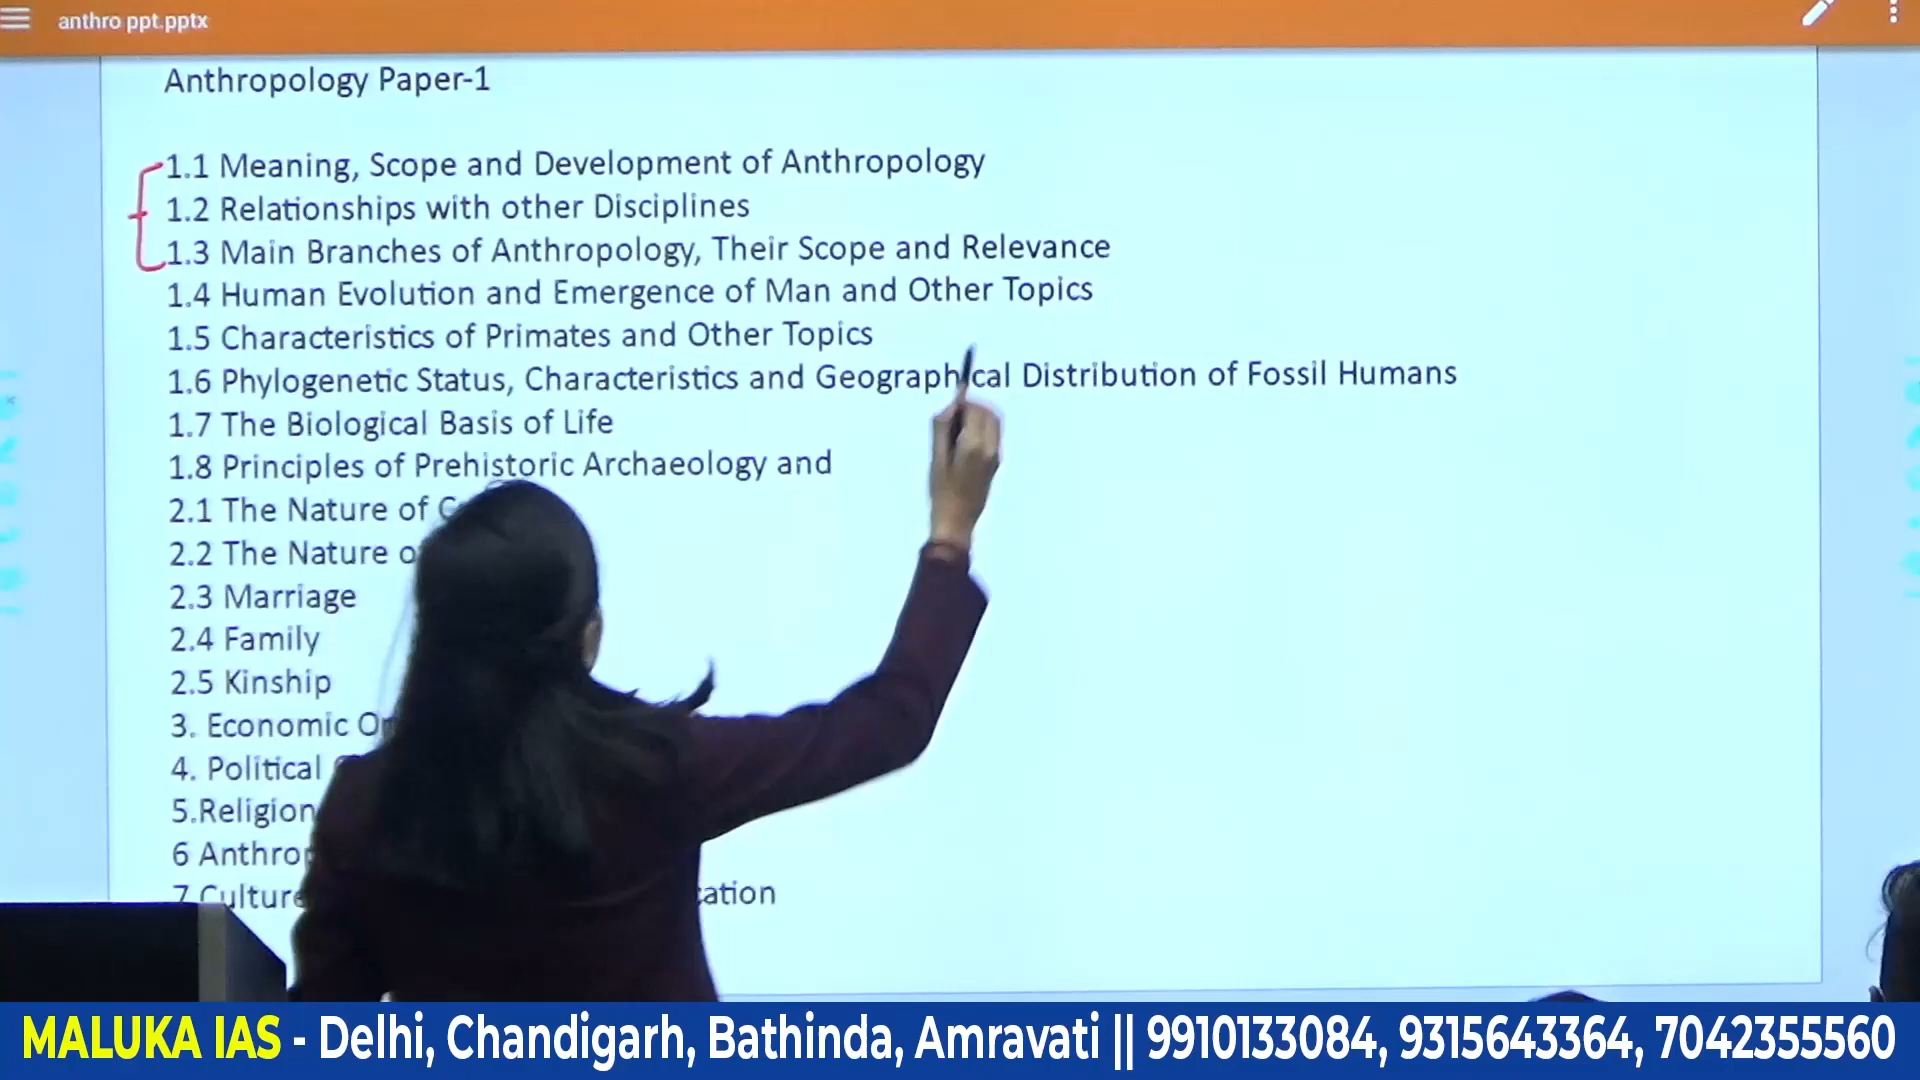 anthro ppt.pptx
Anthropology Paper-1
1.1 Meaning, Scope and Development of Anthropology
1.2 Relationships with other Disciplines
1.3 Main Branches of Anthropology, Their Scope and Relevance
1.4 Human Evolution and Emergence of Man and Other Topics
1.5 Characteristics of Primates and Other Topics
1.6 Phylogenetic Status, Characteristics and Geographical Distribution of Fossil Humans
1.7 The Biological Basis of Life
1.8 Principles of Prehistoric Archaeology and
2.1 The Nature of
2.2 The Nature
2.3 Marriage
2.4 Family
2.5 Kinship
3. Economic
4. Political
5.Religion
6
7 Culture
MALUKA IAS - Delhi, Chandigarh, Bathinda, Amravati || 9910133084, 9315643364, 7042355560